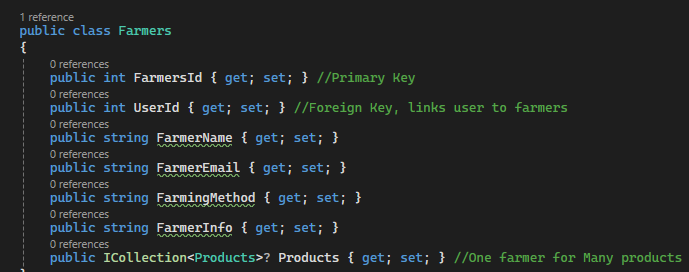 1 reference
public class Farmers
{
0 references
public int FarmersId { get; set; } //Primary Key
0 references
public int UserId { get; set; } //Foreign Key, links user to farmers
0 references
public string FarmerName { get; set; }
0 references
public string FarmerEmail { get; set; }
0 references
public string FarmingMethod { get; set; }
0 references
public string FarmerInfo { get; set; }
0 references
public ICollection<Products>? Products { get; set; } //One farmer for Many products
}